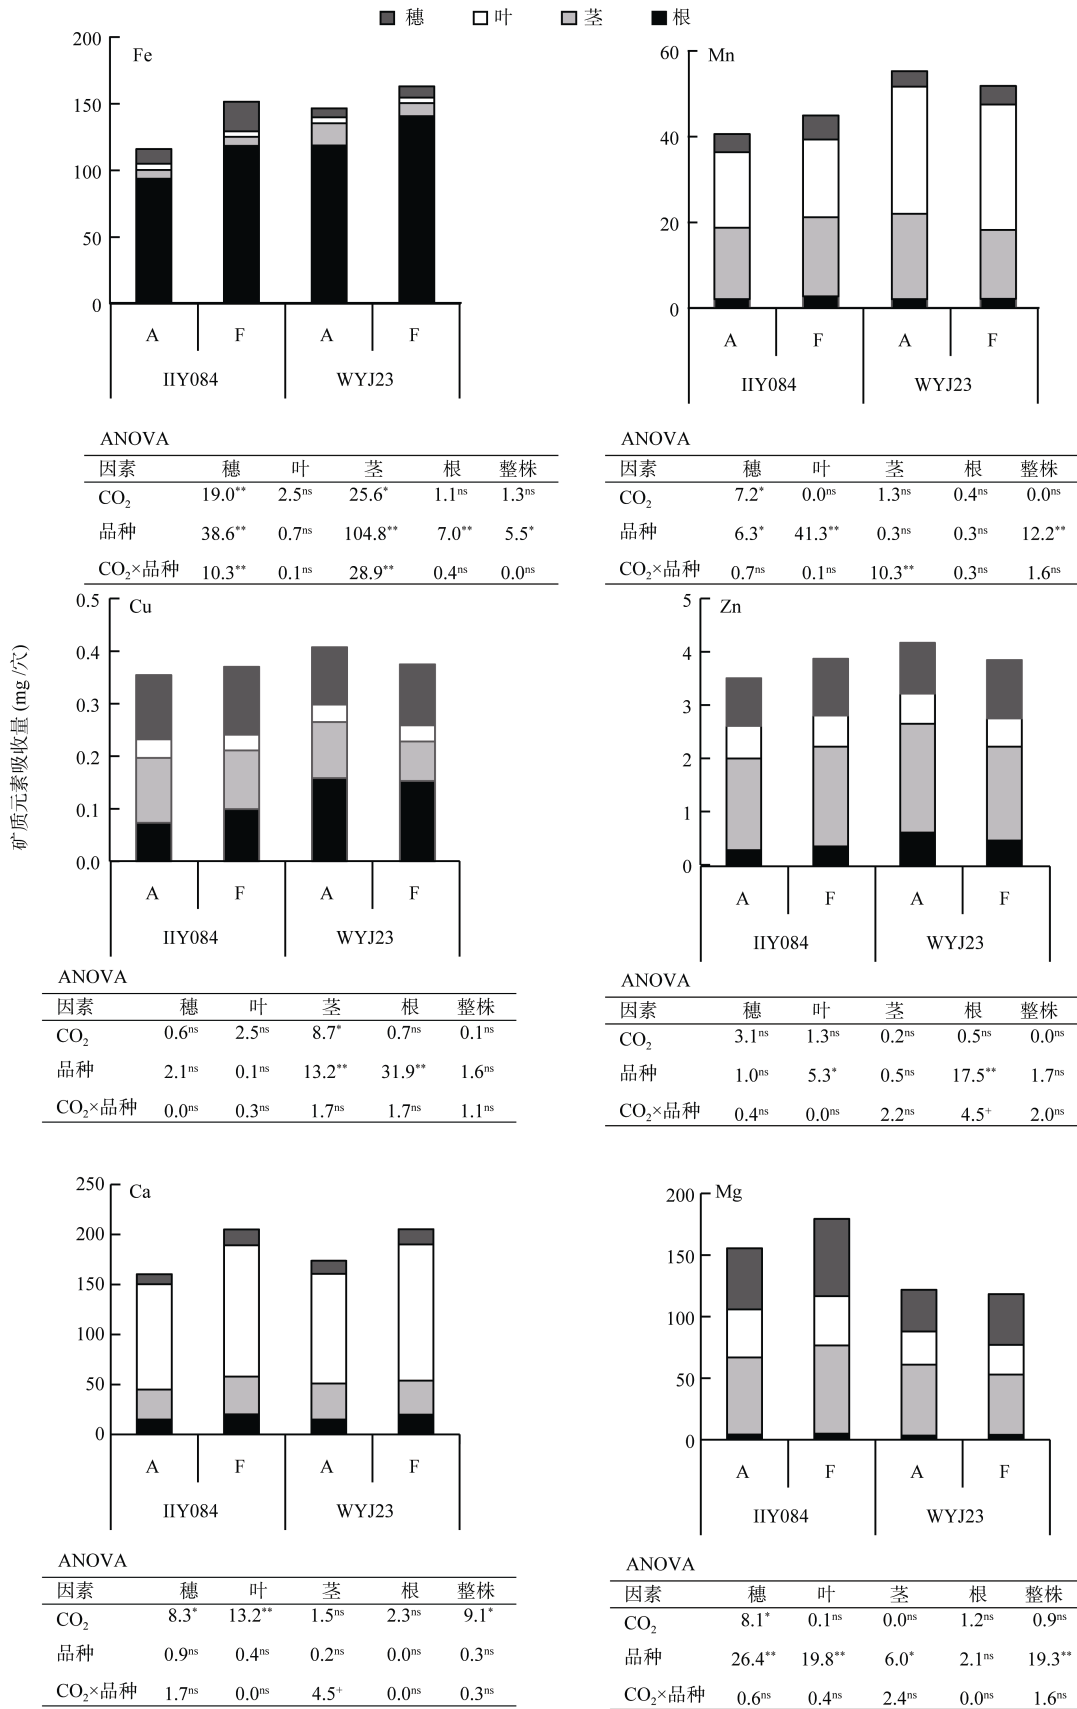 穗 叶 茎 根
Fe
200
150
100
50
0
A F A F
IIY084 WYJ23
ANOVA
因素 穗 叶 茎 根 整株
CO₂ 19.0** 2.5ns 25.6* 1.1ns 1.3ns
品种 38.6** 0.7ns 104.8** 7.0** 5.5*
CO₂×品种 10.3** 0.1ns 28.9** 0.4ns 0.0ns
Mn
60
40
20
0
A F A F
IIY084 WYJ23
ANOVA
因素 穗 叶 茎 根 整株
CO₂ 7.2* 0.0ns 1.3ns 0.4ns 0.0ns
品种 6.3* 41.3** 0.3ns 0.3ns 12.2**
CO₂×品种 0.7ns 0.1ns 10.3** 0.3ns 1.6ns
矿质元素吸收量 (mg /穴)
Cu
0.5
0.4
0.3
0.2
0.1
0.0
A F A F
IIY084 WYJ23
ANOVA
因素 穗 叶 茎 根 整株
CO₂ 0.6ns 2.5ns 8.7* 0.7ns 0.1ns
品种 2.1ns 0.1ns 13.2** 31.9** 1.6ns
CO₂×品种 0.0ns 0.3ns 1.7ns 1.7ns 1.1ns
Zn
5
4
3
2
1
0
A F A F
IIY084 WYJ23
ANOVA
因素 穗 叶 茎 根 整株
CO₂ 3.1ns 1.3ns 0.2ns 0.5ns 0.0ns
品种 1.0ns 5.3* 0.5ns 17.5** 1.7ns
CO₂×品种 0.4ns 0.0ns 2.2ns 4.5+ 2.0ns
Ca
250
200
150
100
50
0
A F A F
IIY084 WYJ23
ANOVA
因素 穗 叶 茎 根 整株
CO₂ 8.3* 13.2** 1.5ns 2.3ns 9.1*
品种 0.9ns 0.4ns 0.2ns 0.0ns 0.3ns
CO₂×品种 1.7ns 0.0ns 4.5+ 0.0ns 0.3ns
Mg
200
150
100
50
0
A F A F
IIY084 WYJ23
ANOVA
因素 穗 叶 茎 根 整株
CO₂ 8.1* 0.1ns 0.0ns 1.2ns 0.9ns
品种 26.4** 19.8** 6.0* 2.1ns 19.3**
CO₂×品种 0.6ns 0.4ns 2.4ns 0.0ns 1.6ns